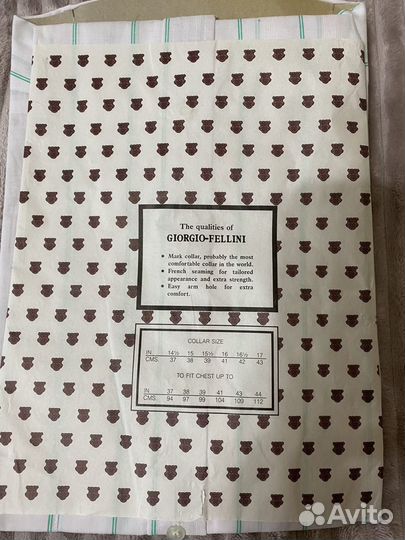 The qualities of
GIORGIO-FELLINI
• Mark collar, probably the most
comfortable collar in the world.
• French seaming for tailored
appearance and extra strength.
• Easy arm hole for extra
comfort.
COLLAR SIZE
IN 14½ 15 15½ 16 16½ 17
CMS. 37 38 39 41 42 43
TO FIT CHEST UP TO
IN. 37 38 39 41 43 44
CMS. 94 97 99 104 109 112
Avito